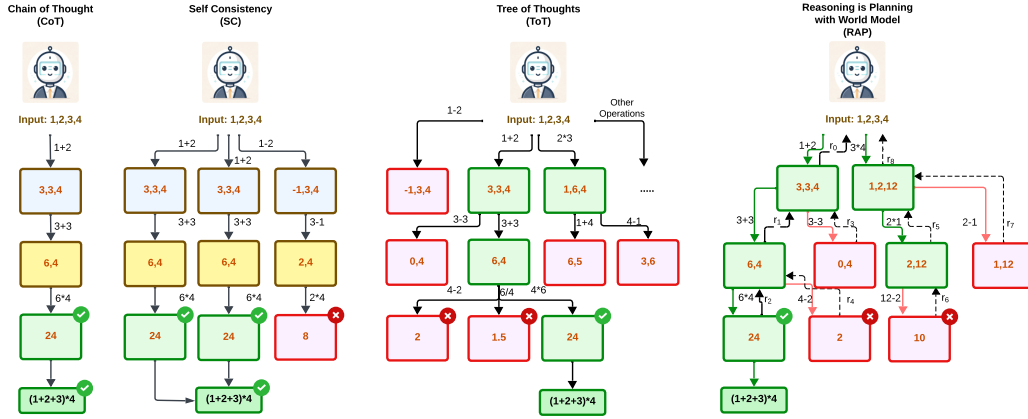 Chain of Thought
(CoT)
Input: 1,2,3,4
1+2
3,3,4
3+3
6,4
6*4
24
(1+2+3)*4
Self Consistency
(SC)
Input: 1,2,3,4
1+2
1+2
1-2
3,3,4
3,3,4
-1,3,4
3+3
3+3
3-1
6,4
6,4
2,4
6*4
6*4
2*4
24
24
8
(1+2+3)*4
Tree of Thoughts
(ToT)
Input: 1,2,3,4
1-2
Other
Operations
1+2
2*3
-1,3,4
3,3,4
1,6,4
.....
3-3
3+3
1+4
4-1
0,4
6,4
6,5
3,6
4-2
6/4
4*6
2
1.5
24
(1+2+3)*4
Reasoning is Planning
with World Model
(RAP)
Input: 1,2,3,4
1+2
r0
3*4
r8
3,3,4
1,2,12
3+3
r1
3-3
r3
2*1
r5
2-1
r7
6,4
0,4
2,12
1,12
6*4
r2
4-2
r4
12-2
r6
24
2
10
(1+2+3)*4